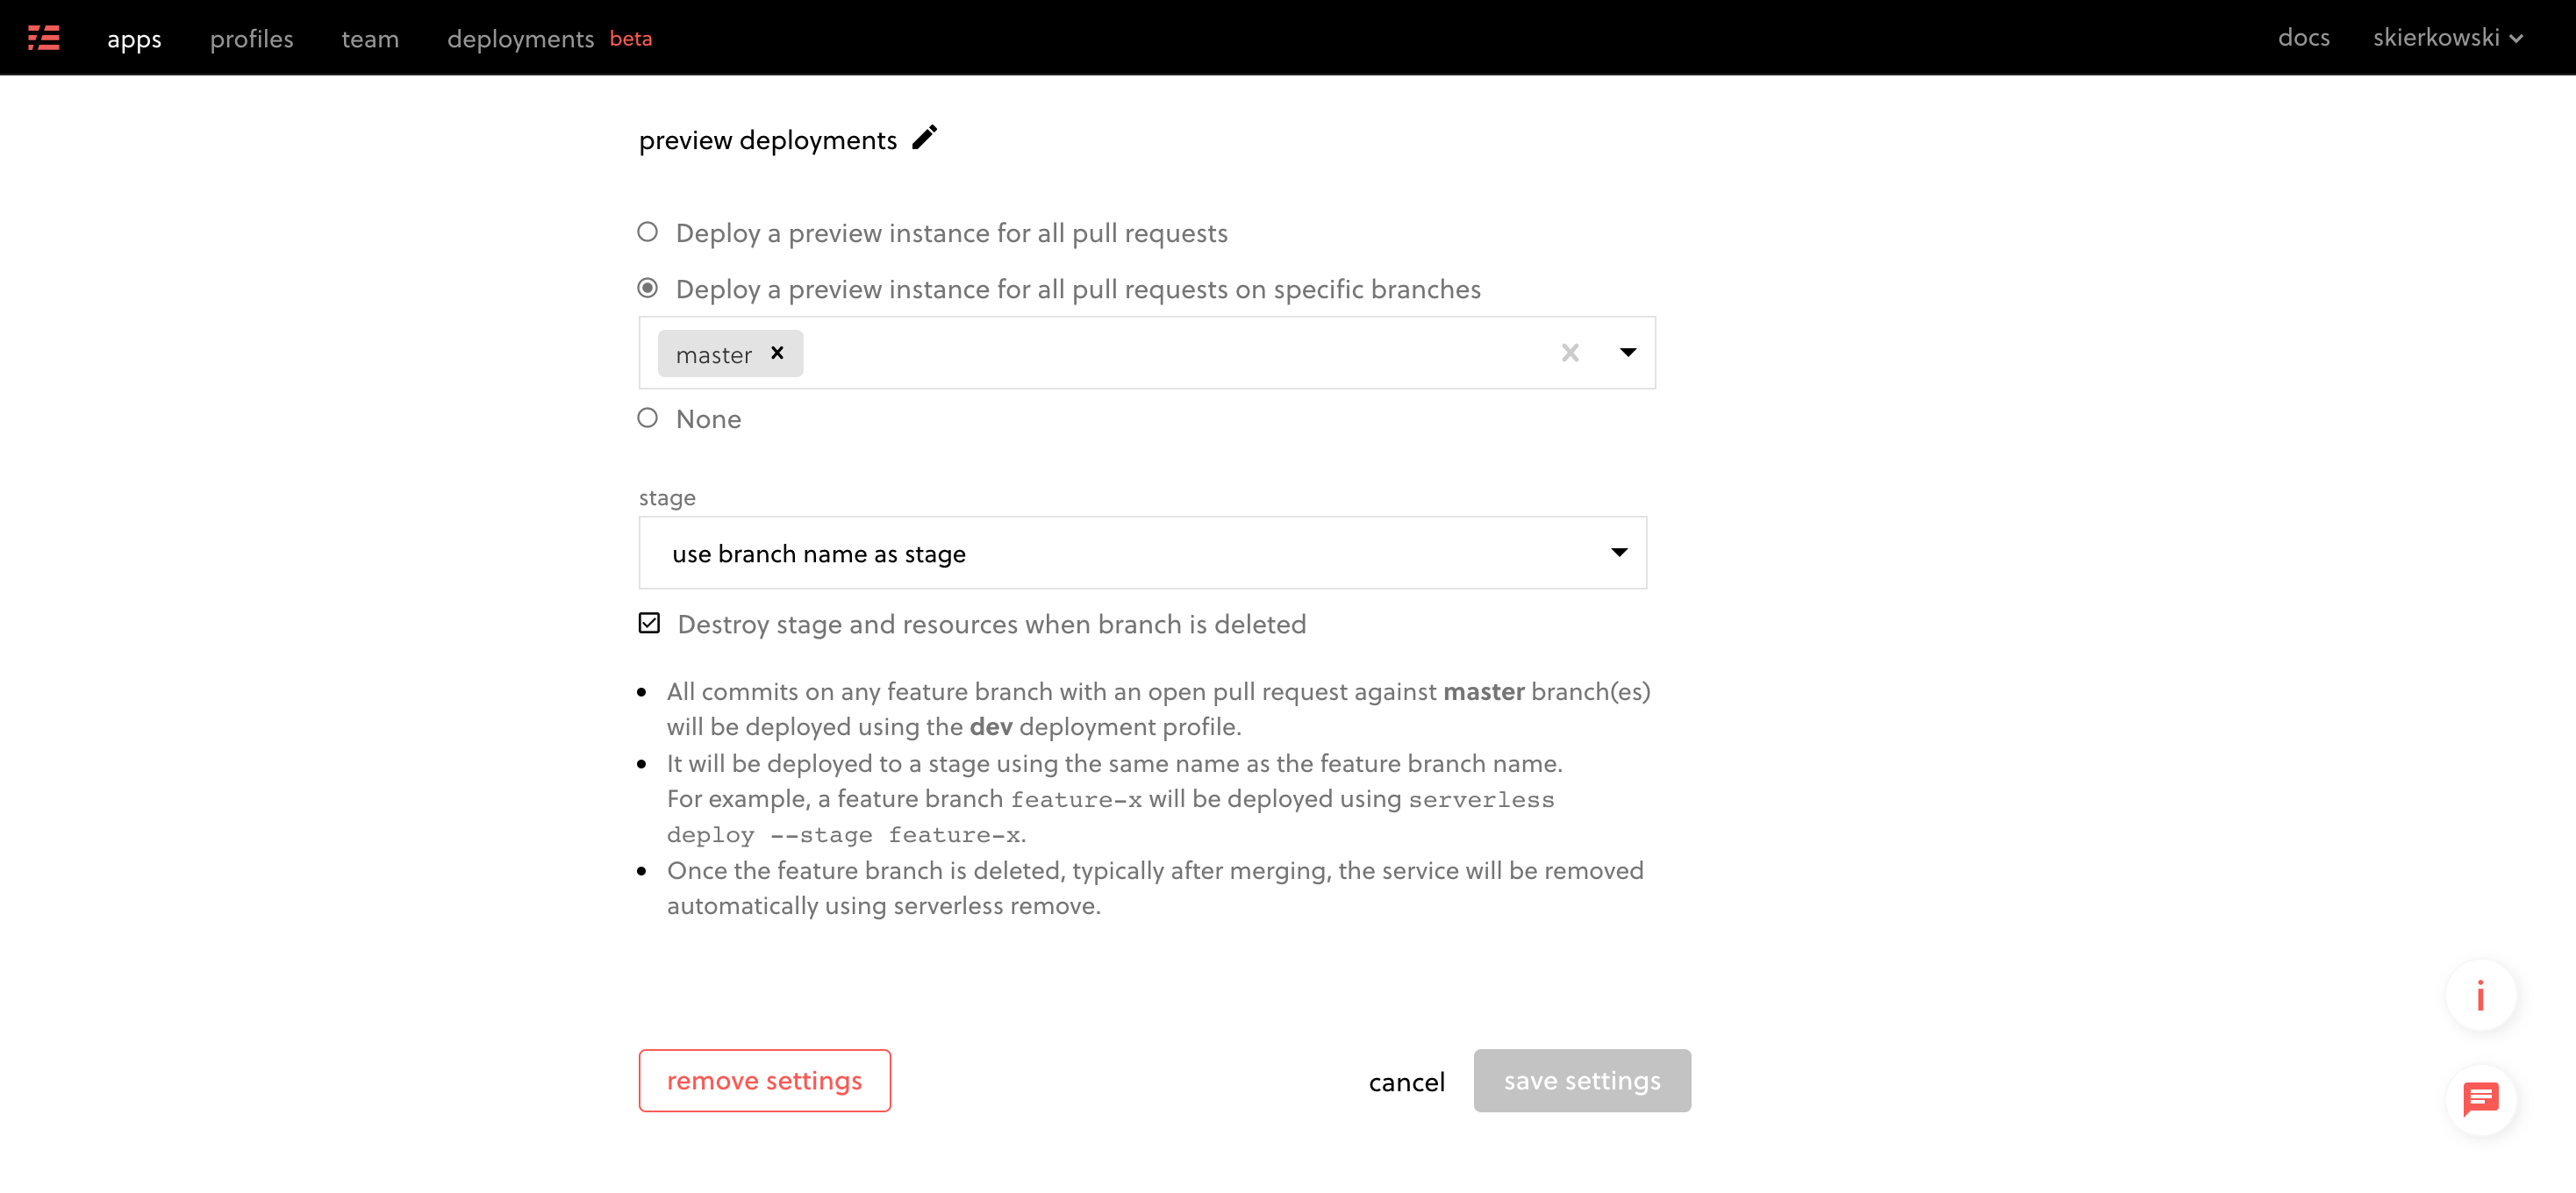 apps profiles team deployments beta docs skierkowski
preview deployments
Deploy a preview instance for all pull requests
Deploy a preview instance for all pull requests on specific branches
master
None
stage
use branch name as stage
Destroy stage and resources when branch is deleted
All commits on any feature branch with an open pull request against master branch(es)
will be deployed using the dev deployment profile.
It will be deployed to a stage using the same name as the feature branch name.
For example, a feature branch feature-x will be deployed using serverless
deploy --stage feature-x.
Once the feature branch is deleted, typically after merging, the service will be removed
automatically using serverless remove.
remove settings cancel save settings